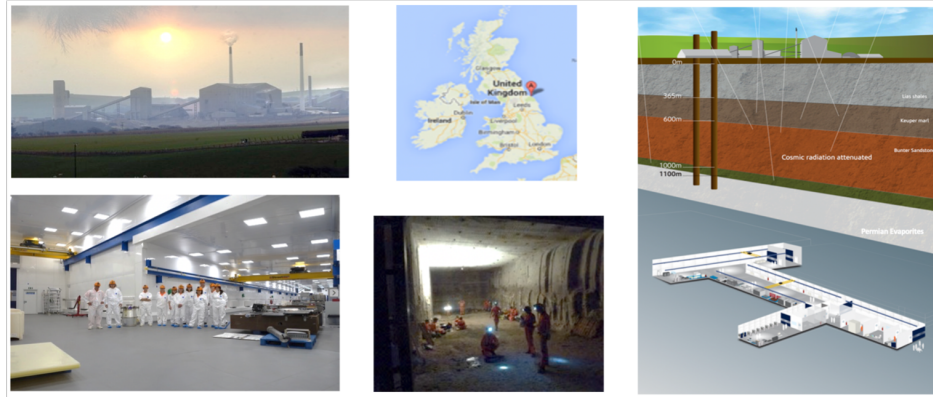 Glasgow
United
Kingdom
A
Isle of Man
Leeds
Dublin
Ireland
Liverpool
Birmingham
Bristol
London
0m
Lias shales
365m
Keuper marl
600m
Bunter Sandstone
Cosmic radiation attenuated
1000m
1100m
Permian Evaporites